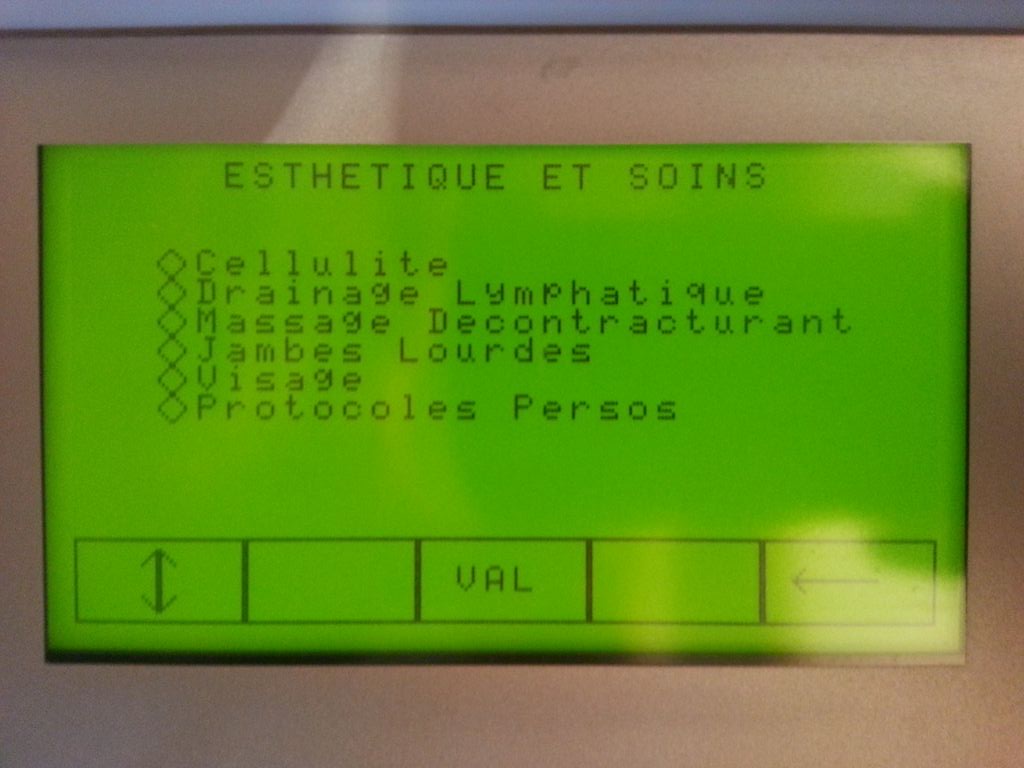 ESTHETIQUE ET SOINS
Cellulite
Drainage Lymphatique
Massage Decontracturant
Jambes Lourdes
Visage
Protocoles Persos
VAL